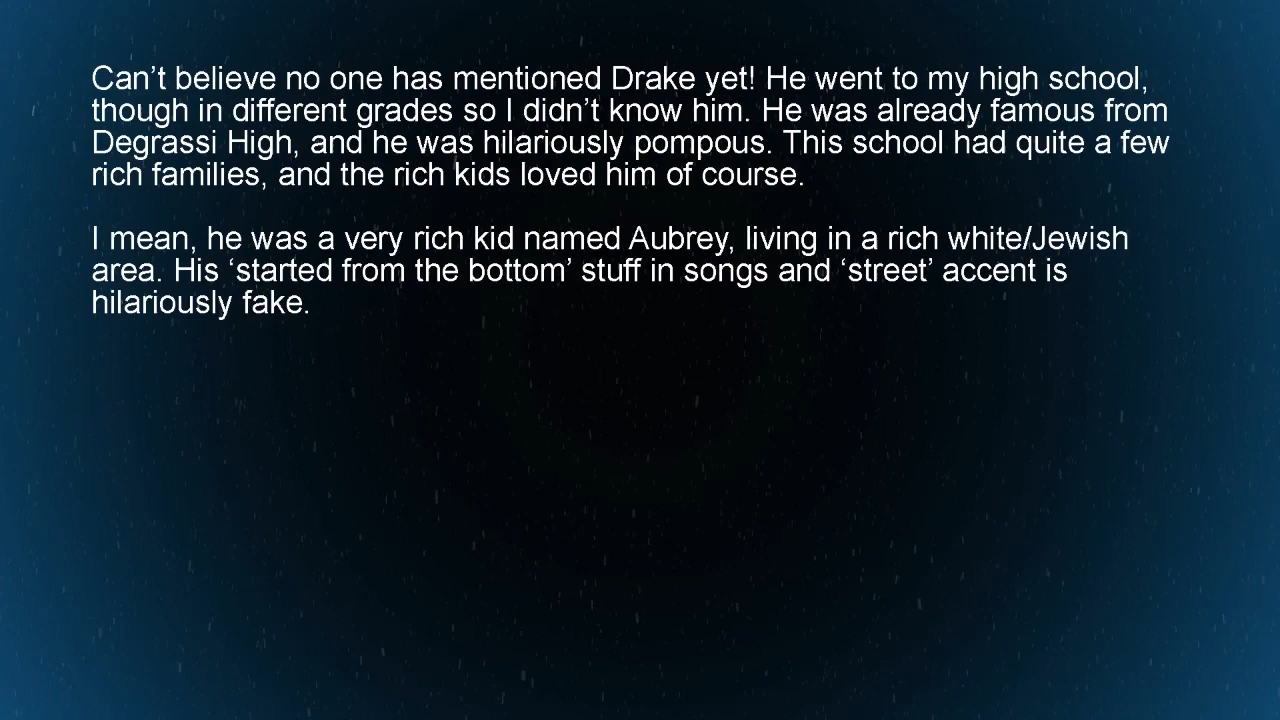 Can’t believe no one has mentioned Drake yet! He went to my high school,
though in different grades so I didn’t know him. He was already famous from
Degrassi High, and he was hilariously pompous. This school had quite a few
rich families, and the rich kids loved him of course.
I mean, he was a very rich kid named Aubrey, living in a rich white/Jewish
area. His ‘started from the bottom’ stuff in songs and ‘street’ accent is
hilariously fake.